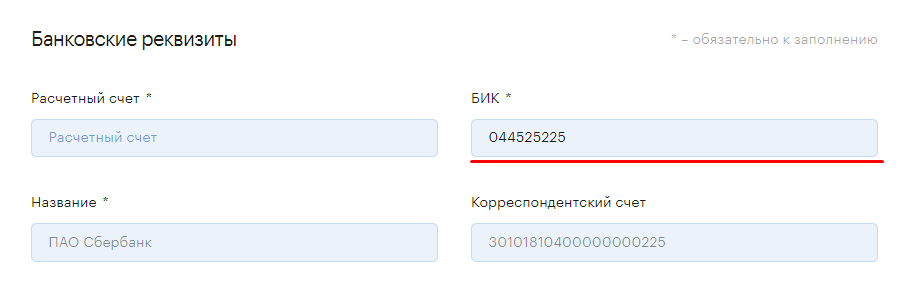 Банковские реквизиты
* – обязательно к заполнению
Расчетный счет *
БИК *
Расчетный счет
044525225
Название *
Корреспондентский счет
ПАО Сбербанк
30101810400000000225